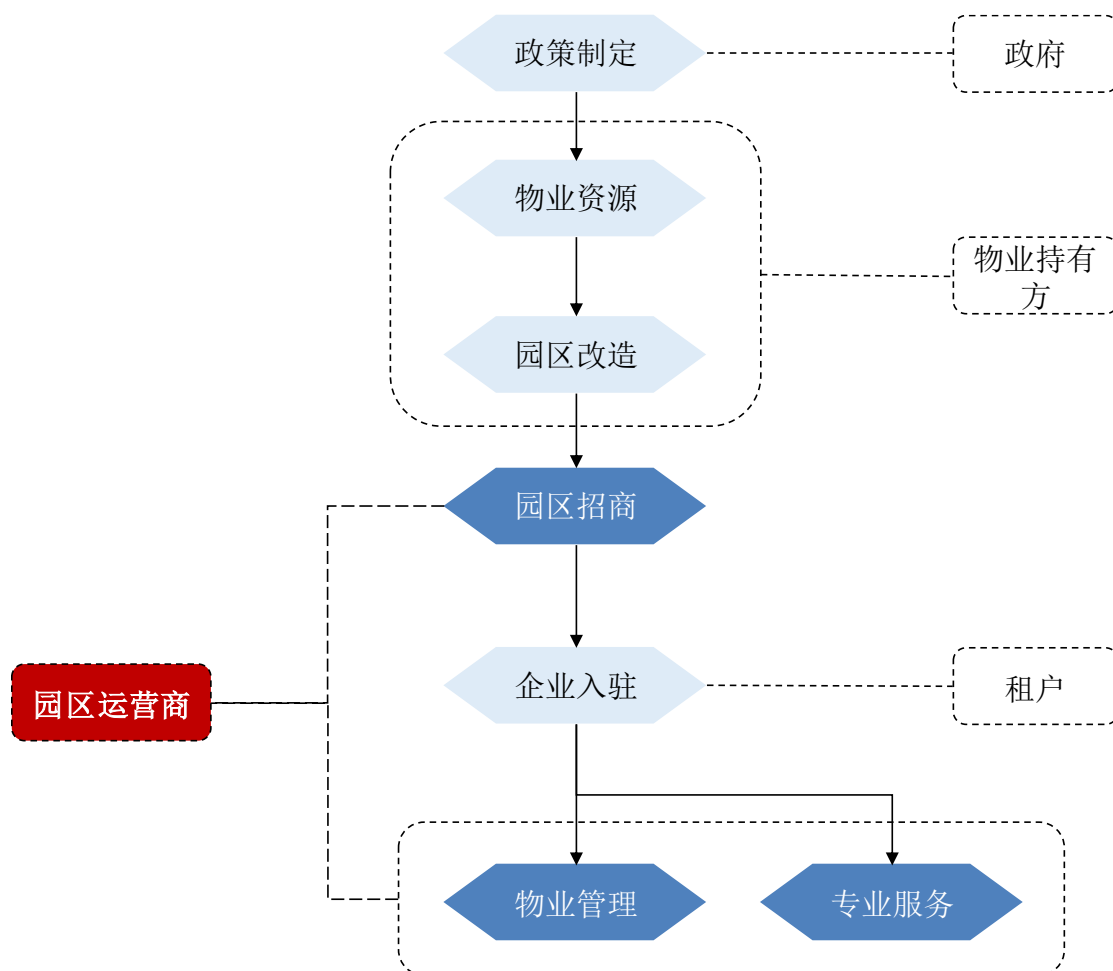 政策制定
政府
物业资源
物业持有
方
园区改造
园区招商
企业入驻
租户
园区运营商
物业管理
专业服务